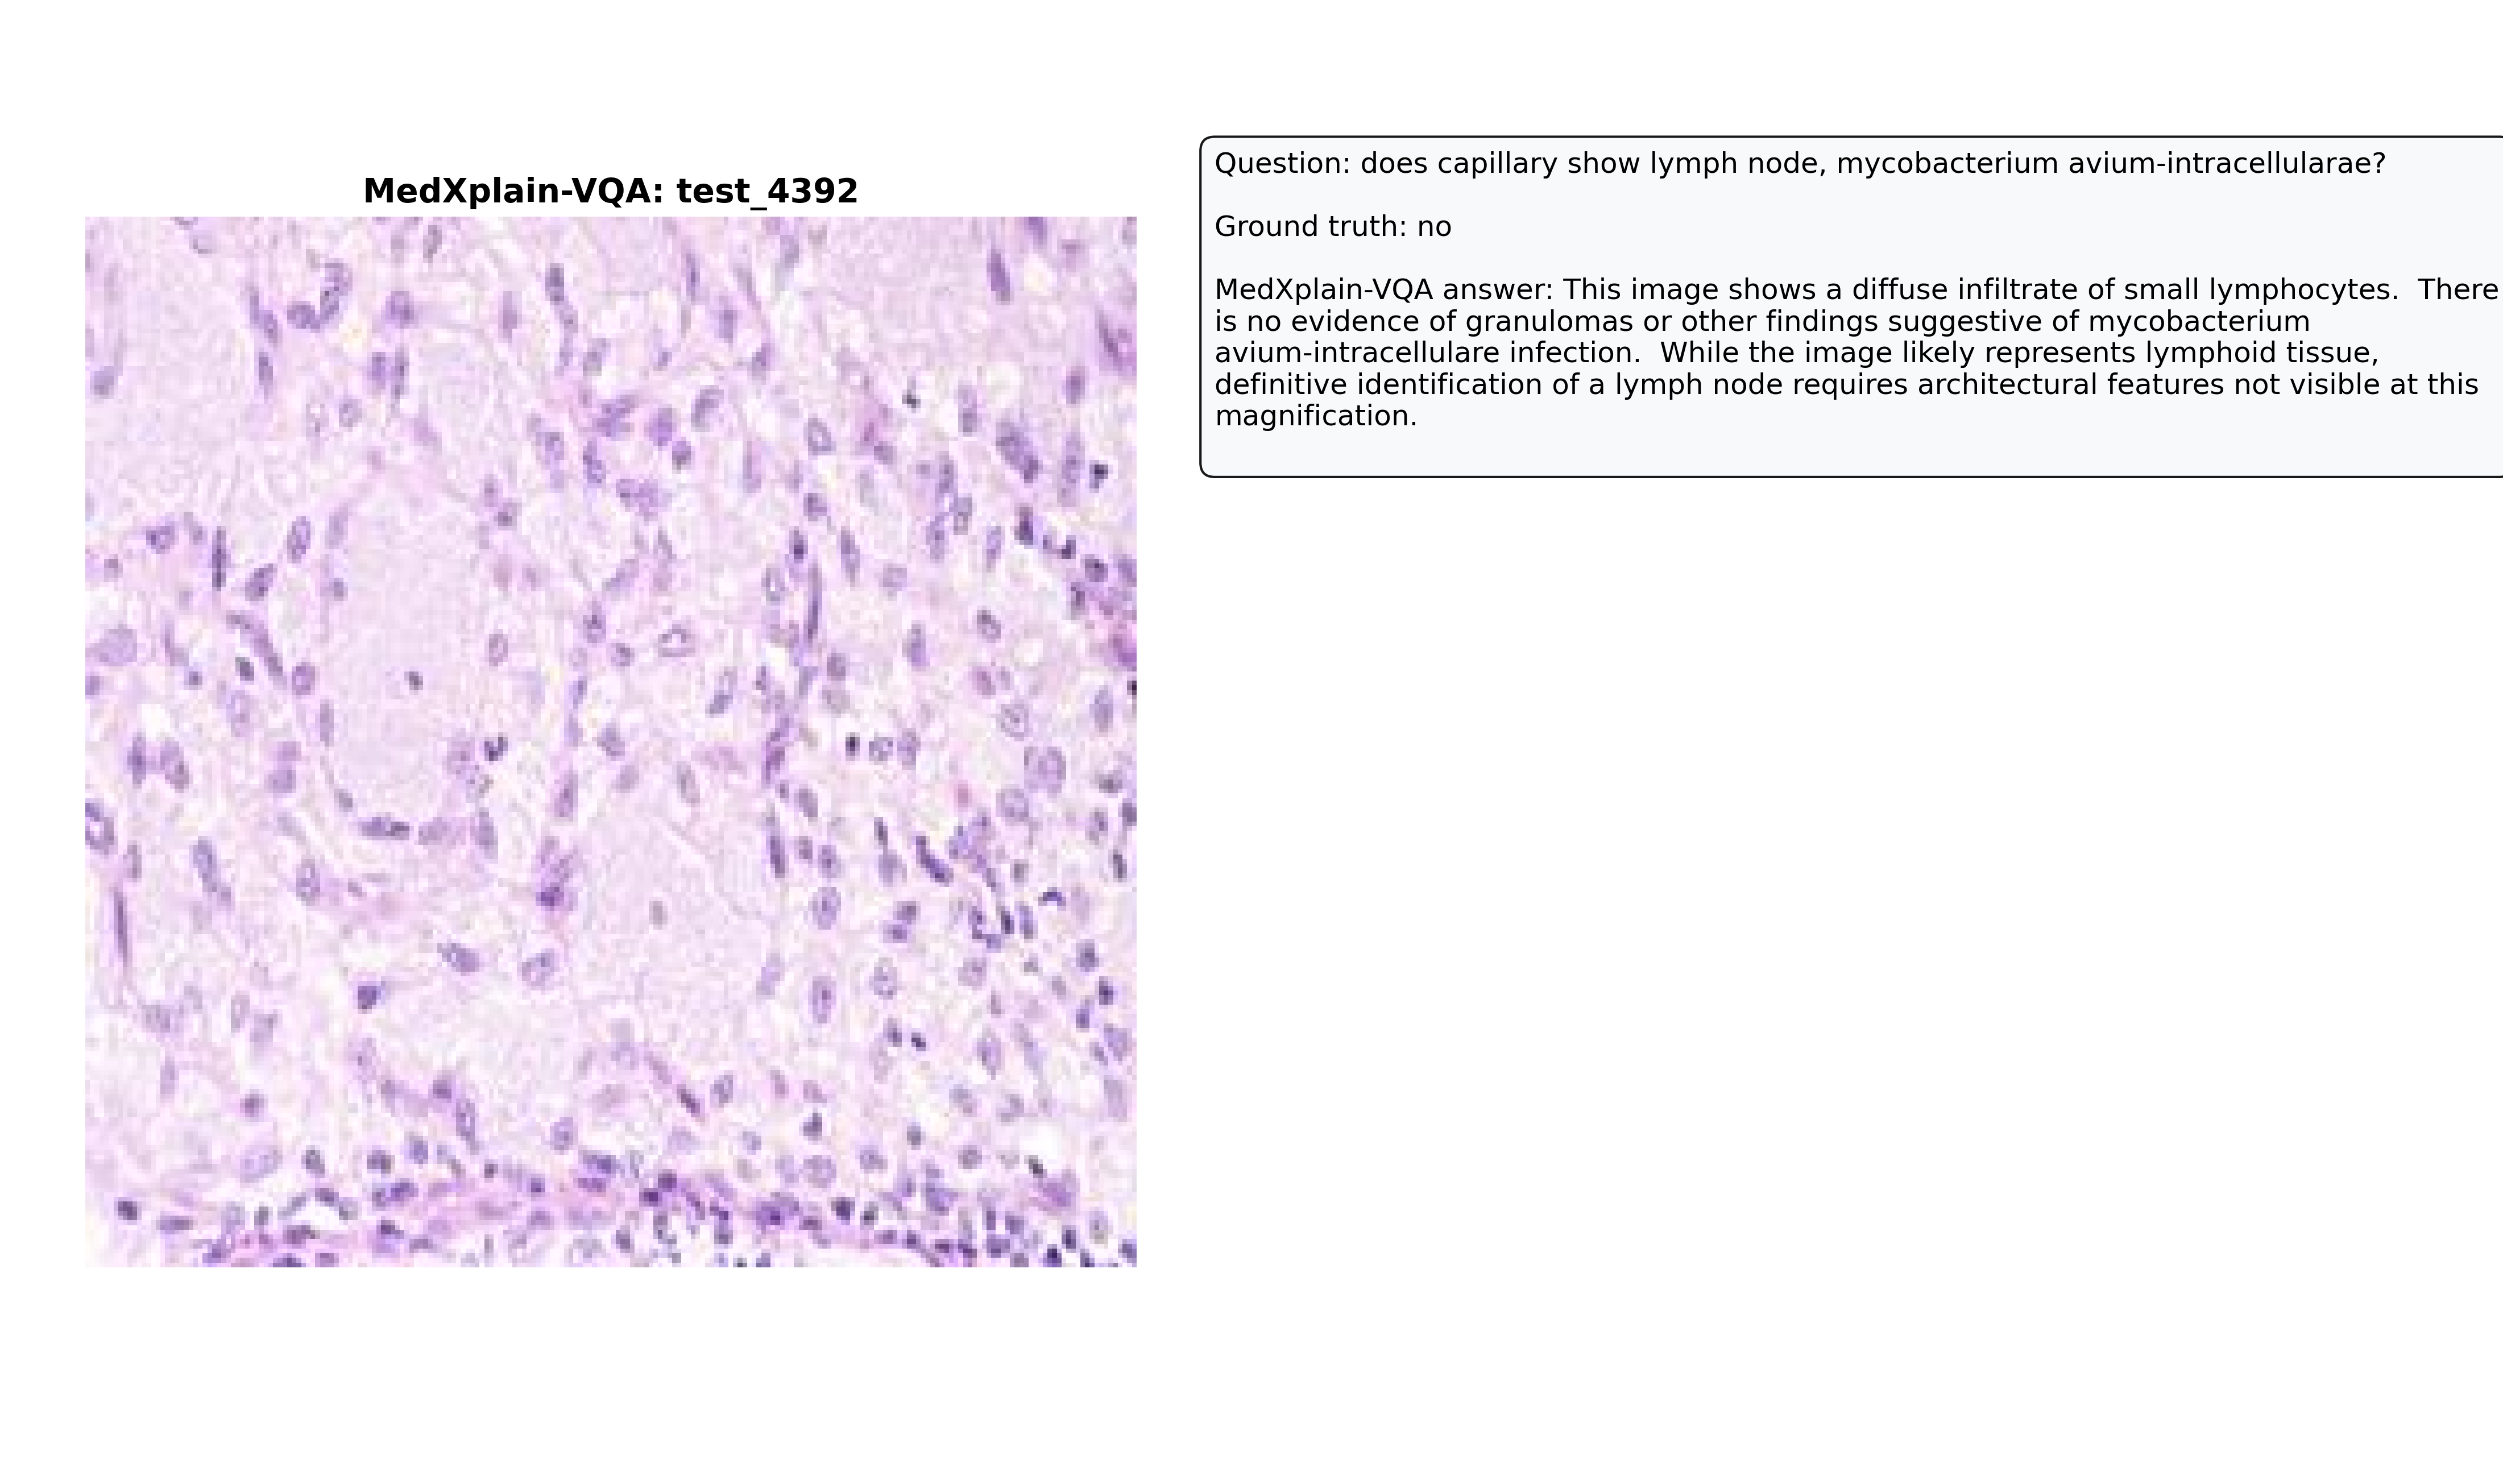 MedXplain-VQA: test_4392
Question: does capillary show lymph node, mycobacterium avium-intracellularae?
Ground truth: no
MedXplain-VQA answer: This image shows a diffuse infiltrate of small lymphocytes.  There
is no evidence of granulomas or other findings suggestive of mycobacterium
avium-intracellulare infection.  While the image likely represents lymphoid tissue,
definitive identification of a lymph node requires architectural features not visible at this
magnification.